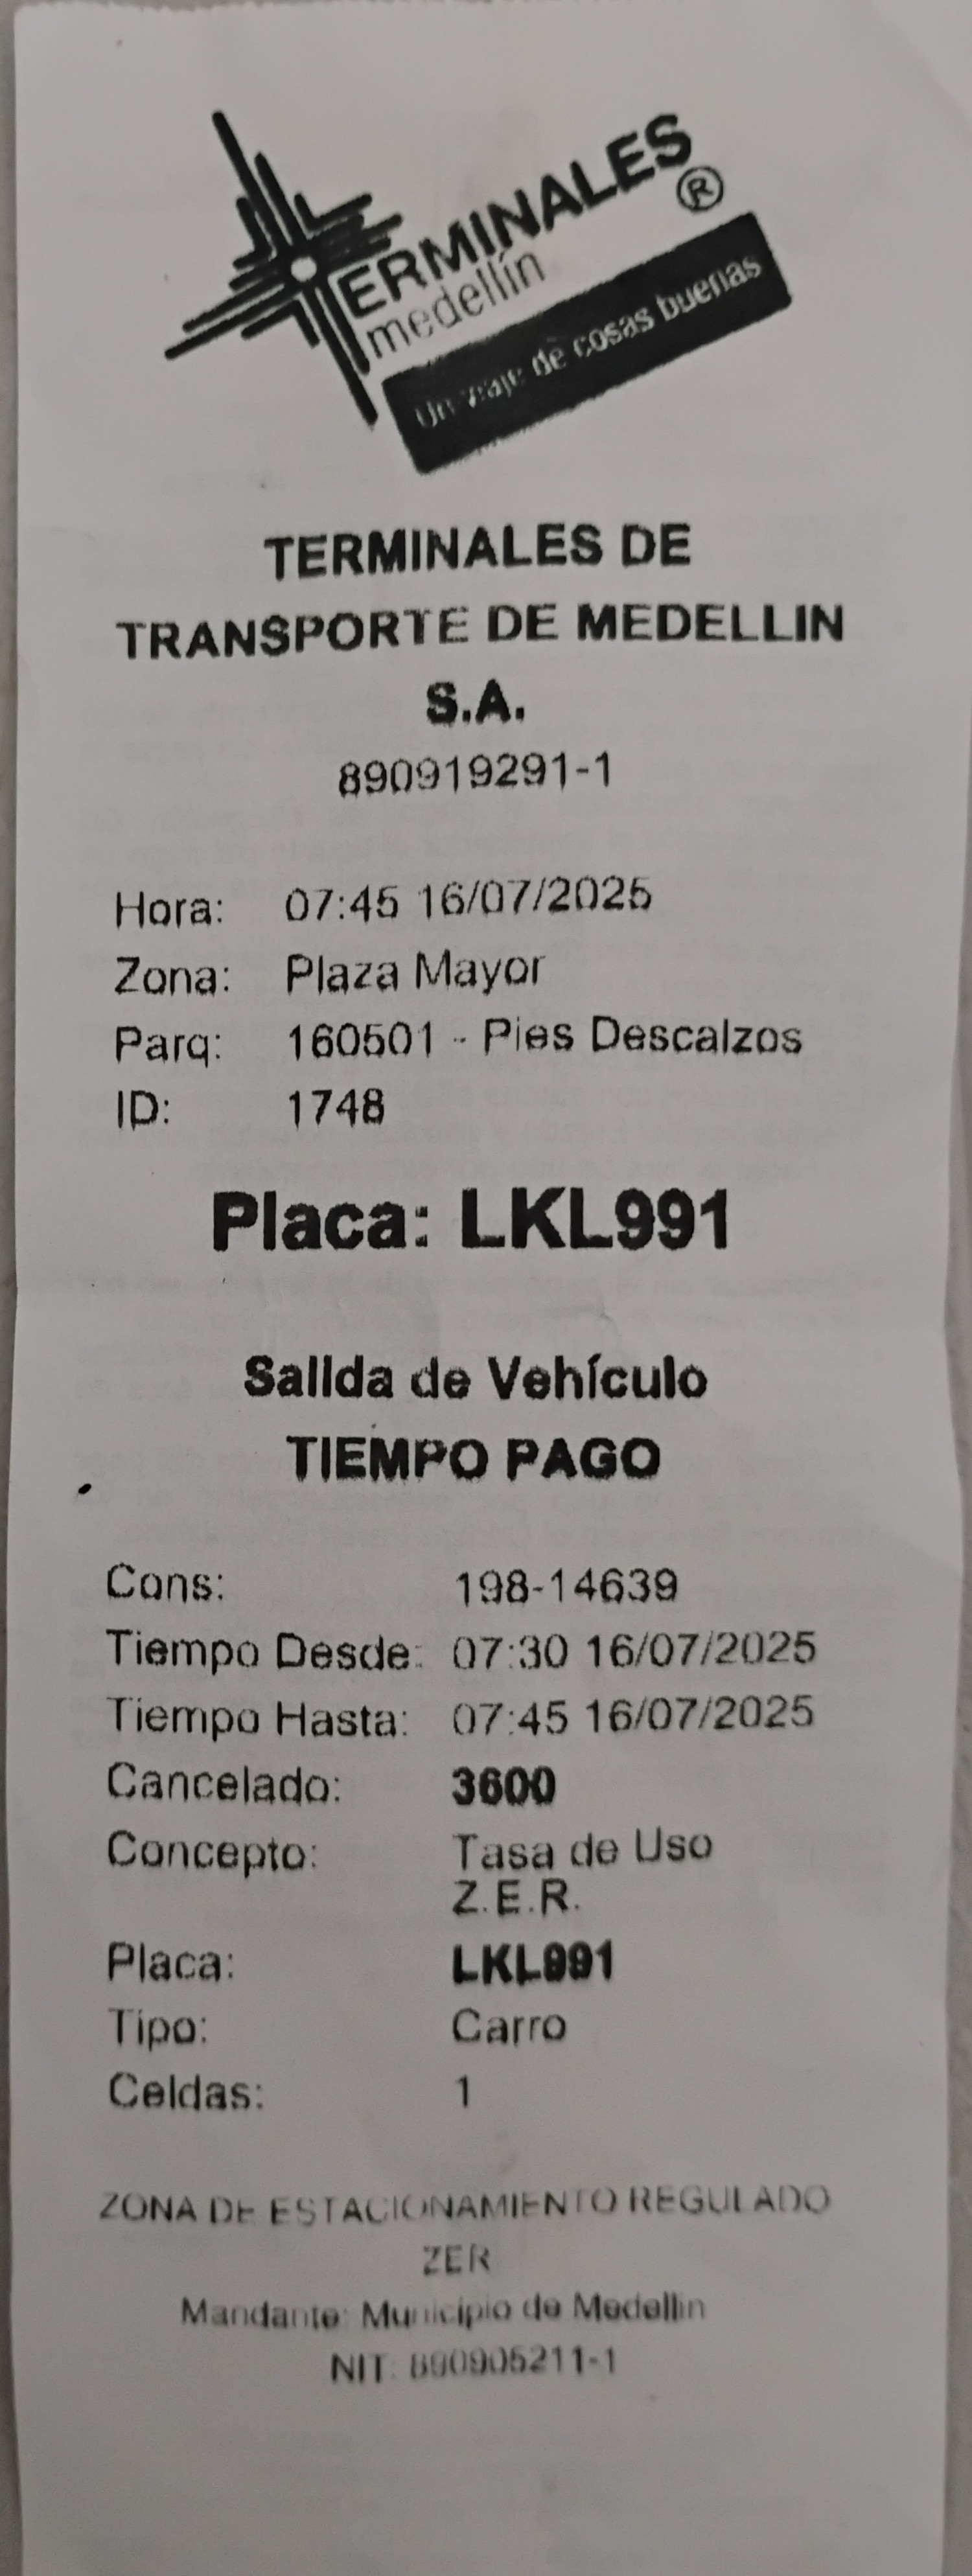 TERMINALES
®
medellín
Un viaje de cosas buenas
TERMINALES DE
TRANSPORTE DE MEDELLIN
S.A.
890919291-1
Hora: 07:45 16/07/2025
Zona: Plaza Mayor
Parq: 160501 - Pies Descalzos
ID: 1748
Placa: LKL991
Salida de Vehículo
TIEMPO PAGO
Cons: 198-14639
Tiempo Desde: 07:30 16/07/2025
Tiempo Hasta: 07:45 16/07/2025
Cancelado: 3600
Concepto: Tasa de Uso
Z.E.R.
Placa: LKL991
Tipo: Carro
Celdas: 1
ZONA DE ESTACIONAMIENTO REGULADO
ZER
Mandante: Municipio de Medellin
NIT: 890905211-1